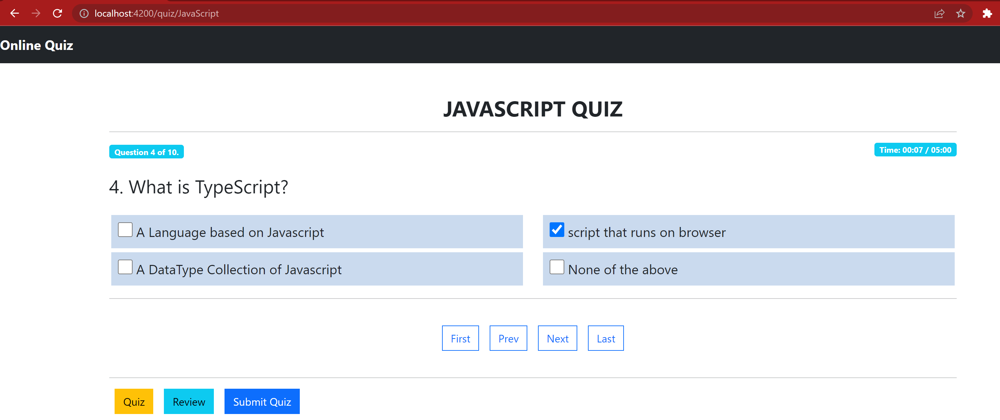 localhost:4200/quiz/JavaScript
Online Quiz
JAVASCRIPT QUIZ
Question 4 of 10.
Time: 00:07 / 05:00
4. What is TypeScript?
A Language based on Javascript
script that runs on browser
A DataType Collection of Javascript
None of the above
First Prev Next Last
Quiz Review Submit Quiz